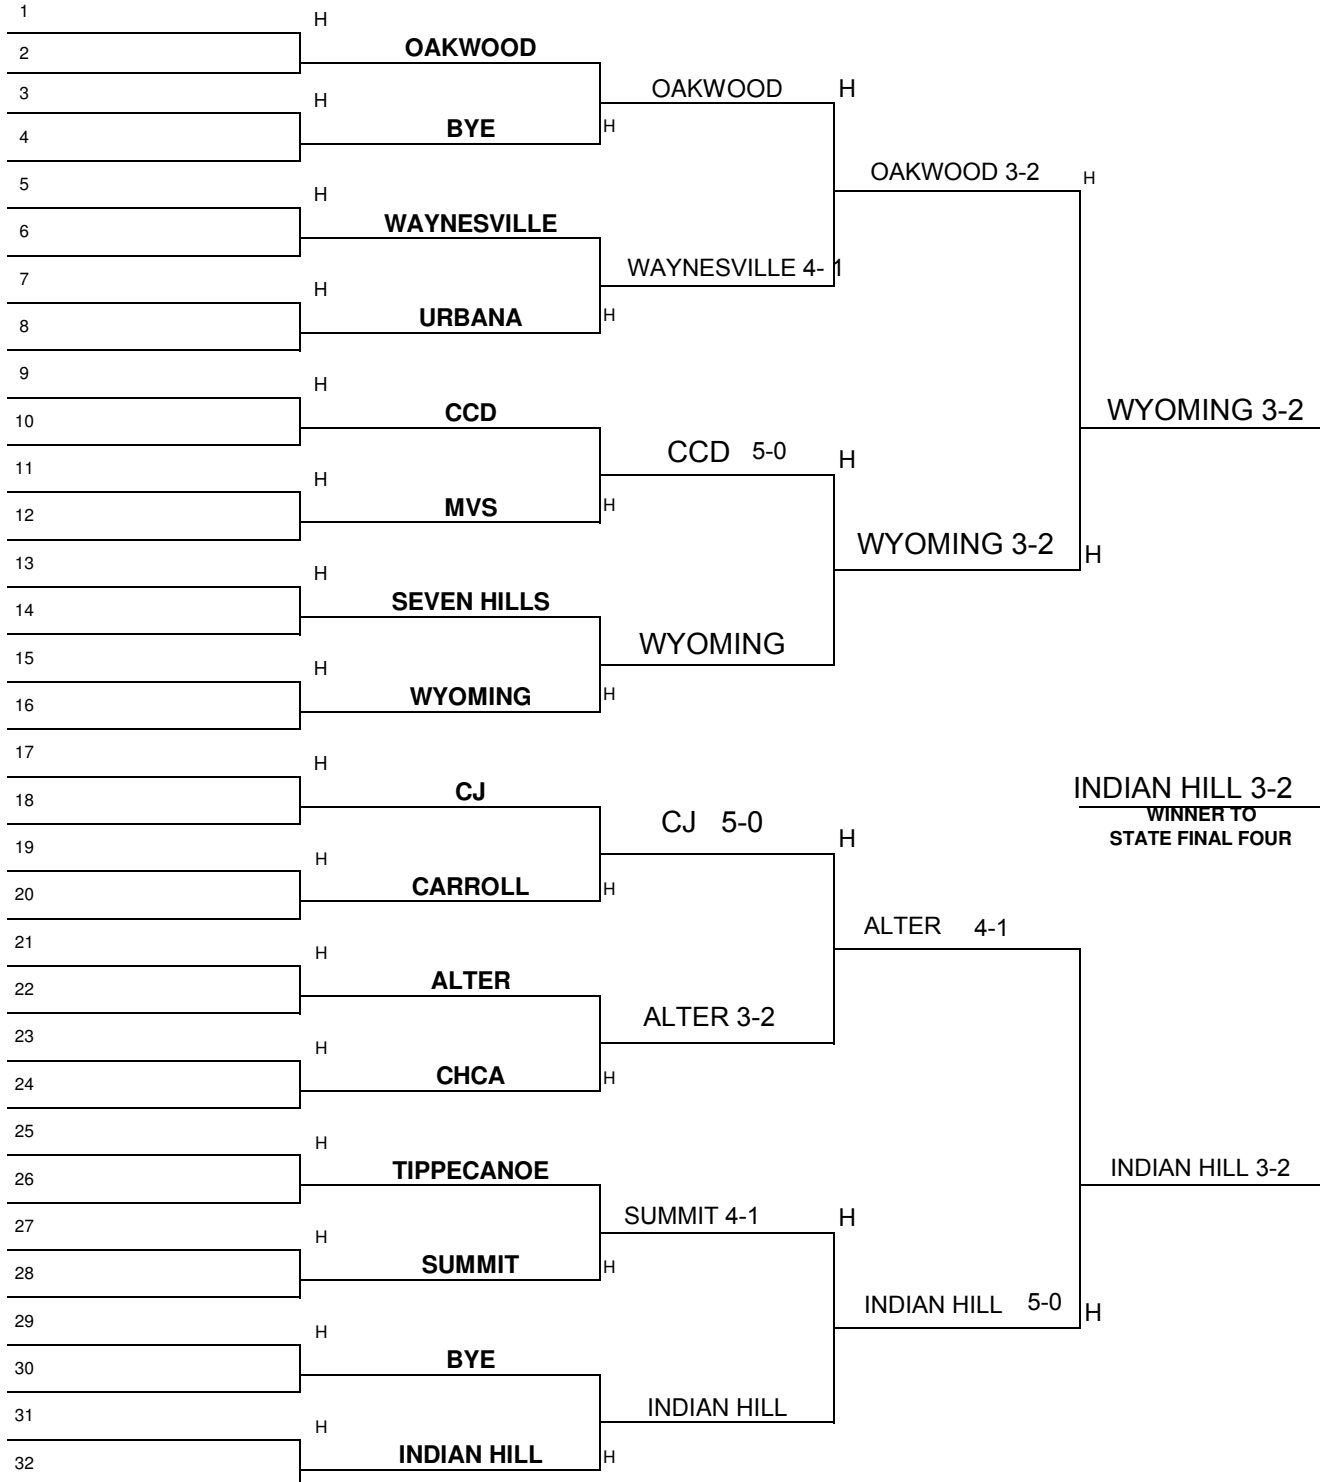 1
H
2
OAKWOOD
3
H
OAKWOOD
H
4
BYE
H
5
H
OAKWOOD 3-2
H
6
WAYNESVILLE
7
H
WAYNESVILLE 4- 1
8
URBANA
H
9
H
10
CCD
WYOMING 3-2
11
H
CCD 5-0
H
12
MVS
H
13
H
WYOMING 3-2
H
14
SEVEN HILLS
15
H
WYOMING
16
WYOMING
H
17
H
18
CJ
INDIAN HILL 3-2
WINNER TO
STATE FINAL FOUR
19
H
CJ 5-0
H
20
CARROLL
H
21
H
ALTER 4-1
22
ALTER
23
H
ALTER 3-2
24
CHCA
H
25
H
26
TIPPECANOE
INDIAN HILL 3-2
27
H
SUMMIT 4-1
H
28
SUMMIT
H
29
H
INDIAN HILL 5-0
H
30
BYE
31
H
INDIAN HILL
32
INDIAN HILL
H